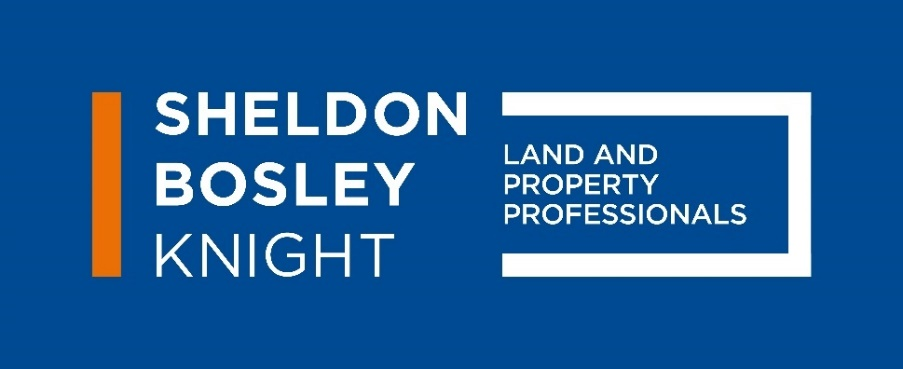 SHELDON
BOSLEY
KNIGHT
LAND AND
PROPERTY
PROFESSIONALS